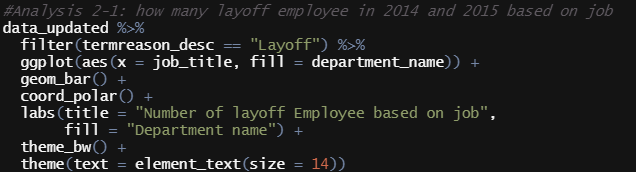 #Analysis 2-1: how many layoff employee in 2014 and 2015 based on job
data_updated %>%
  filter(termreason_desc == "Layoff") %>%
  ggplot(aes(x = job_title, fill = department_name)) +
  geom_bar() +
  coord_polar() +
  labs(title = "Number of layoff Employee based on job",
       fill = "Department name") +
  theme_bw() +
  theme(text = element_text(size = 14))